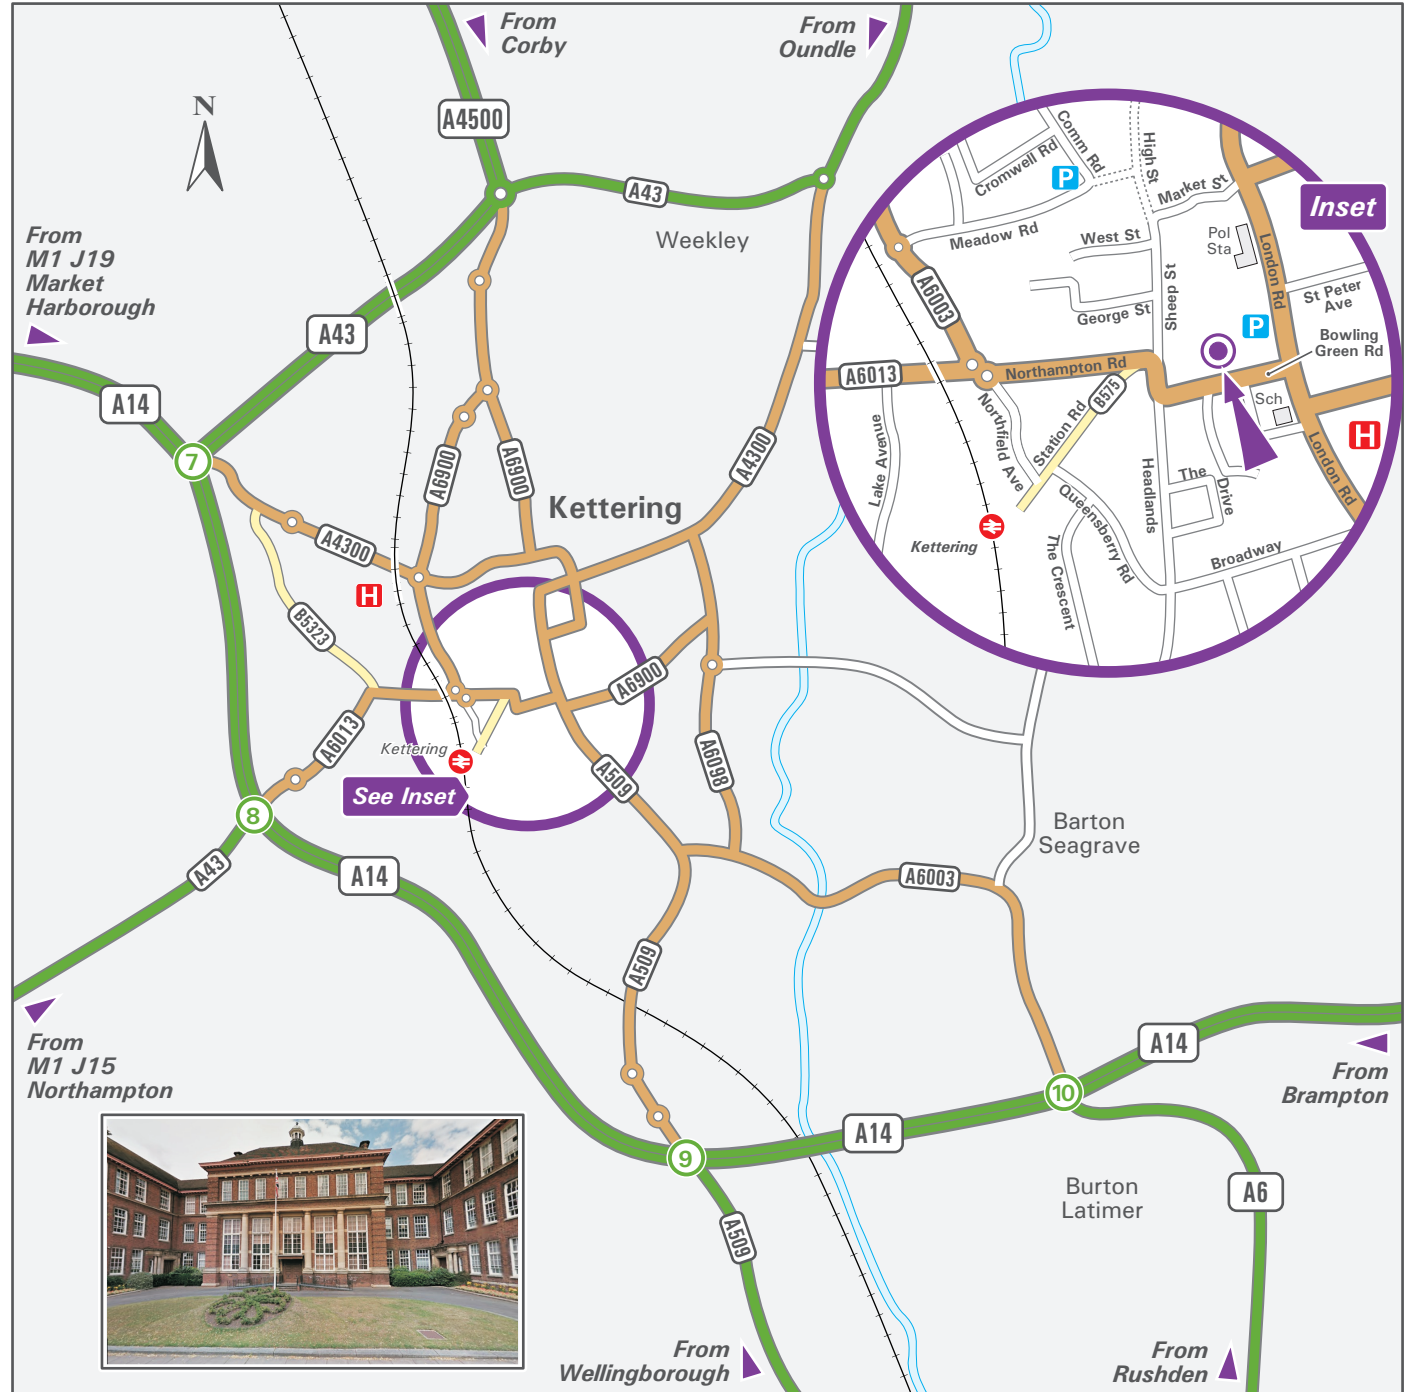 From
Corby
From
Oundle
N
A4500
A43
Weekley
From
M1 J19
Market
Harborough
A43
A14
7
A4300
A6900
A6900
A4300
Kettering
H
B5323
A6900
A6013
Kettering
See Inset
A509
A6098
8
A43
A14
Barton
Seagrave
A6003
A509
From
M1 J15
Northampton
A14
From
Brampton
10
A14
9
Burton
Latimer
A6
A509
From
Wellingborough
From
Rushden
Inset
Comm Rd
Cromwell Rd
P
High St
Market St
Meadow Rd
West St
Pol
Sta
London Rd
A6003
Sheep St
St Peter
Ave
George St
P
Bowling
Green Rd
A6013
Northampton Rd
B575
Sch
Northfield Ave
Station Rd
Lake Avenue
H
London Rd
The
Drive
Headlands
Queensberry Rd
Kettering
The Crescent
Broadway